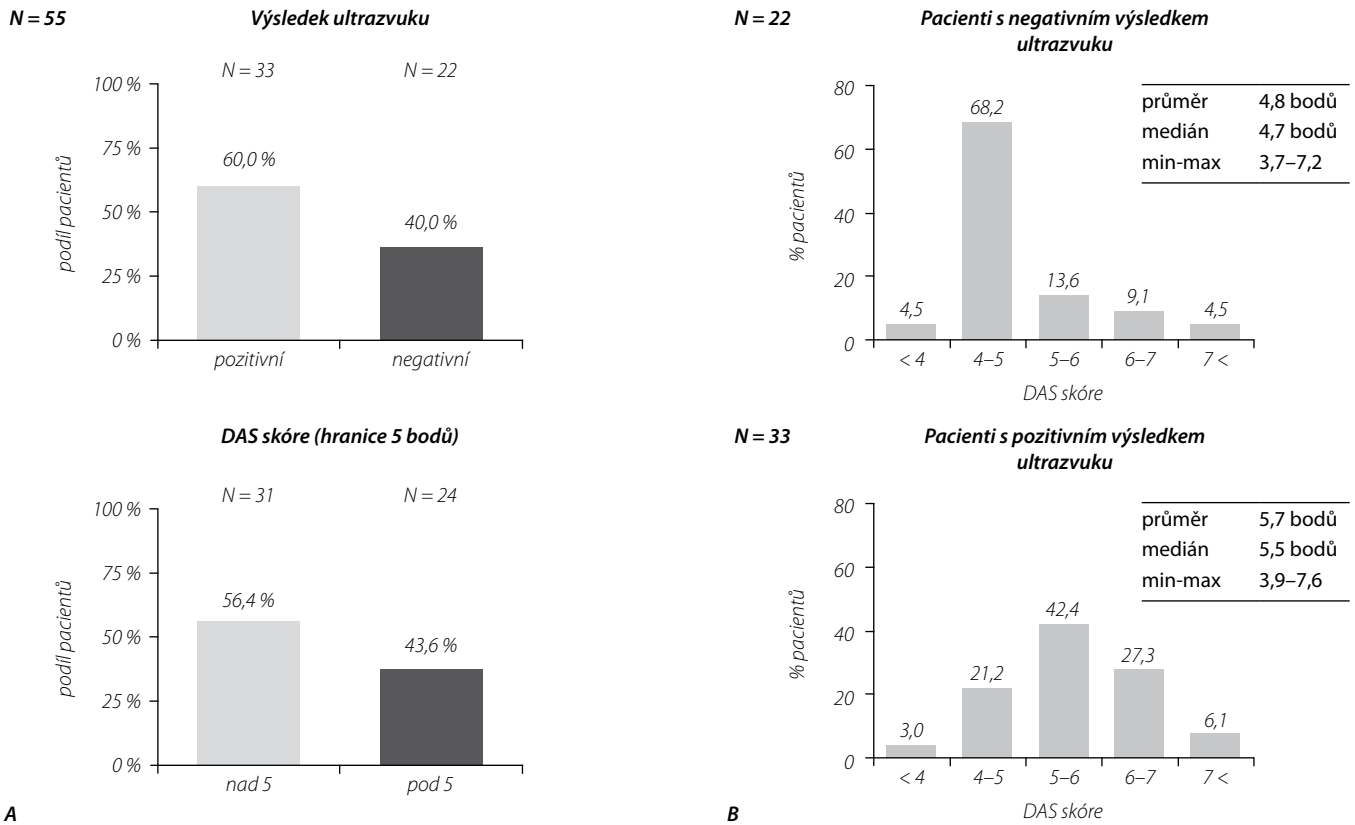 N = 55
Výsledek ultrazvuku
N = 33
N = 22
100 %
75 %
50 %
25 %
0 %
podíl pacientů
60,0 %
40,0 %
pozitivní
negativní
DAS skóre (hranice 5 bodů)
N = 31
N = 24
100 %
75 %
50 %
25 %
0 %
podíl pacientů
56,4 %
43,6 %
nad 5
pod 5
A
N = 22
Pacienti s negativním výsledkem
ultrazvuku
80
60
40
20
0
% pacientů
4,5
68,2
13,6
9,1
4,5
< 4
4–5
5–6
6–7
7 <
DAS skóre
průměr 4,8 bodů
medián 4,7 bodů
min-max 3,7–7,2
N = 33
Pacienti s pozitivním výsledkem
ultrazvuku
80
60
40
20
0
% pacientů
3,0
21,2
42,4
27,3
6,1
< 4
4–5
5–6
6–7
7 <
DAS skóre
průměr 5,7 bodů
medián 5,5 bodů
min-max 3,9–7,6
B